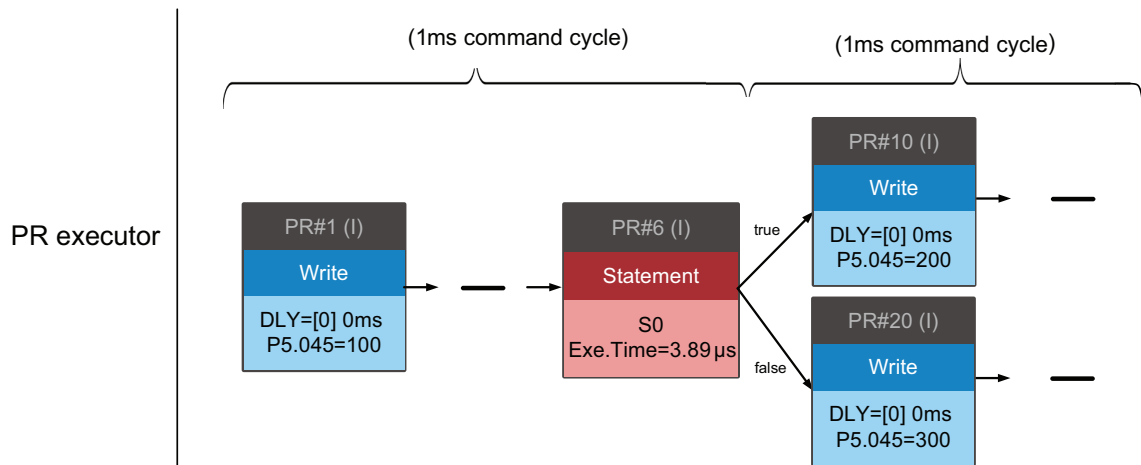 (1ms command cycle)
(1ms command cycle)
PR executor
PR#1 (I)
Write
DLY=[0] 0ms
P5.045=100
PR#6 (I)
Statement
S0
Exe.Time=3.89µs
true
false
PR#10 (I)
Write
DLY=[0] 0ms
P5.045=200
PR#20 (I)
Write
DLY=[0] 0ms
P5.045=300